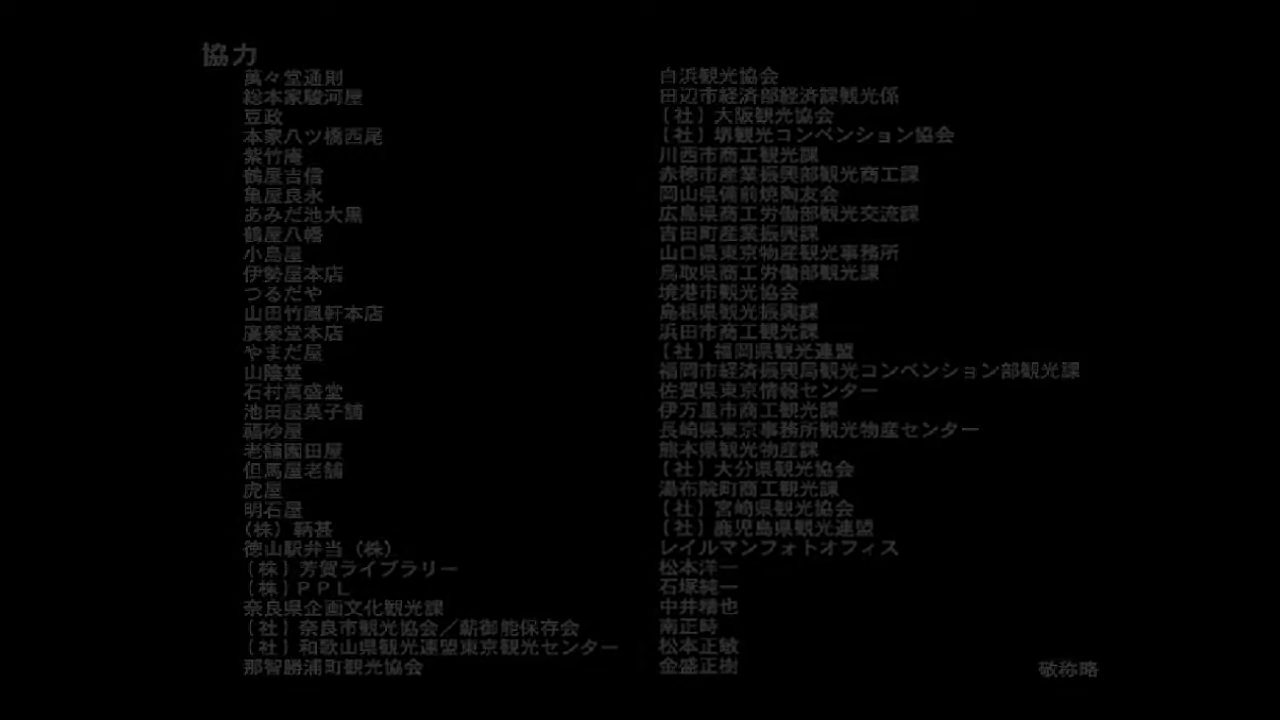 協力
萬々堂通則
総本家駿河屋
豆政
本家八ツ橋西尾
紫竹庵
鶴屋吉信
亀屋良永
あみだ池大黒
鶴屋八幡
小島屋
伊勢屋本店
つるだや
山田竹風軒本店
廣榮堂本店
やまだ屋
山陰堂
石村萬盛堂
池田屋菓子舗
福砂屋
老舗園田屋
但馬屋老舗
虎屋
明石屋
(株) 鞆甚
徳山駅弁当（株）
（株）芳賀ライブラリー
（株）ＰＰＬ
奈良県企画文化観光課
（社）奈良市観光協会／薪御能保存会
（社）和歌山県観光連盟東京観光センター
那智勝浦町観光協会
白浜観光協会
田辺市経済部経済課観光係
（社）大阪観光協会
（社）堺観光コンベンション協会
川西市商工観光課
赤穂市産業振興部観光商工課
岡山県備前焼陶友会
広島県商工労働部観光交流課
吉田町産業振興課
山口県東京物産観光事務所
鳥取県商工労働部観光課
境港市観光協会
島根県観光振興課
浜田市商工観光課
（社）福岡県観光連盟
福岡市経済振興局観光コンベンション部観光課
佐賀県東京情報センター
伊万里市商工観光課
長崎県東京事務所観光物産センター
熊本県観光物産課
（社）大分県観光協会
湯布院町商工観光課
（社）宮崎県観光協会
（社）鹿児島県観光連盟
レイルマンフォトオフィス
松本洋一
石塚純一
中井精也
南正時
松本正敏
金盛正樹
敬称略